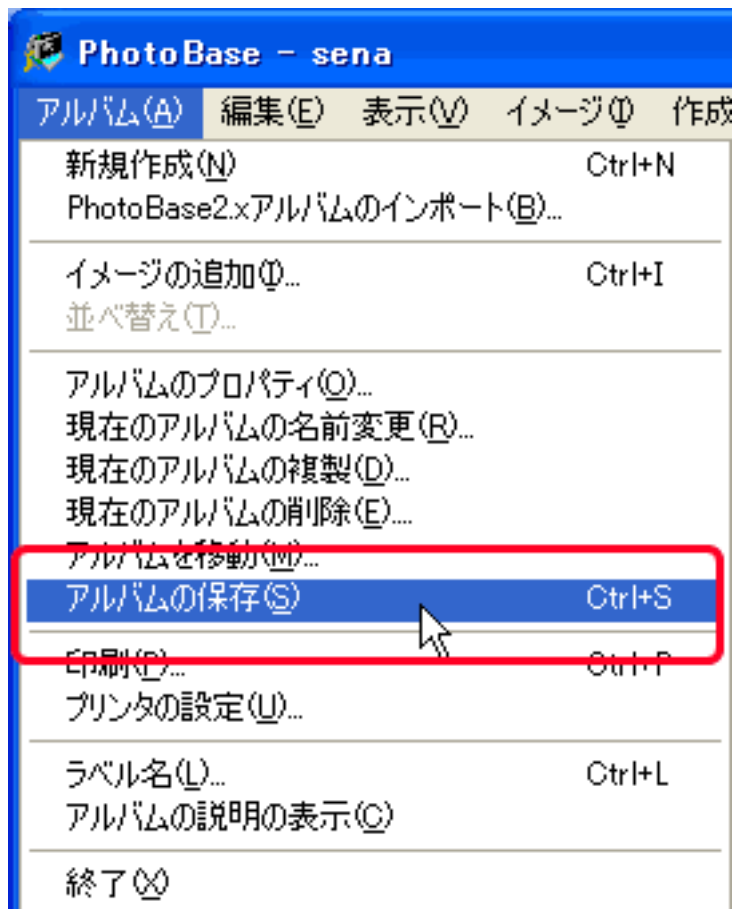 PhotoBase - sena
アルバム(A) 編集(E) 表示(V) イメージ(I) 作成
新規作成(N) Ctrl+N
PhotoBase2.xアルバムのインポート(B)...
イメージの追加(I)... Ctrl+I
並べ替え(T)...
アルバムのプロパティ(O)...
現在のアルバムの名前変更(R)...
現在のアルバムの複製(D)...
現在のアルバムの削除(E)....
アルバムを移動(M)...
アルバムの保存(S) Ctrl+S
印刷(P)... Ctrl+P
プリンタの設定(U)...
ラベル名(L)... Ctrl+L
アルバムの説明の表示(C)
終了(X)